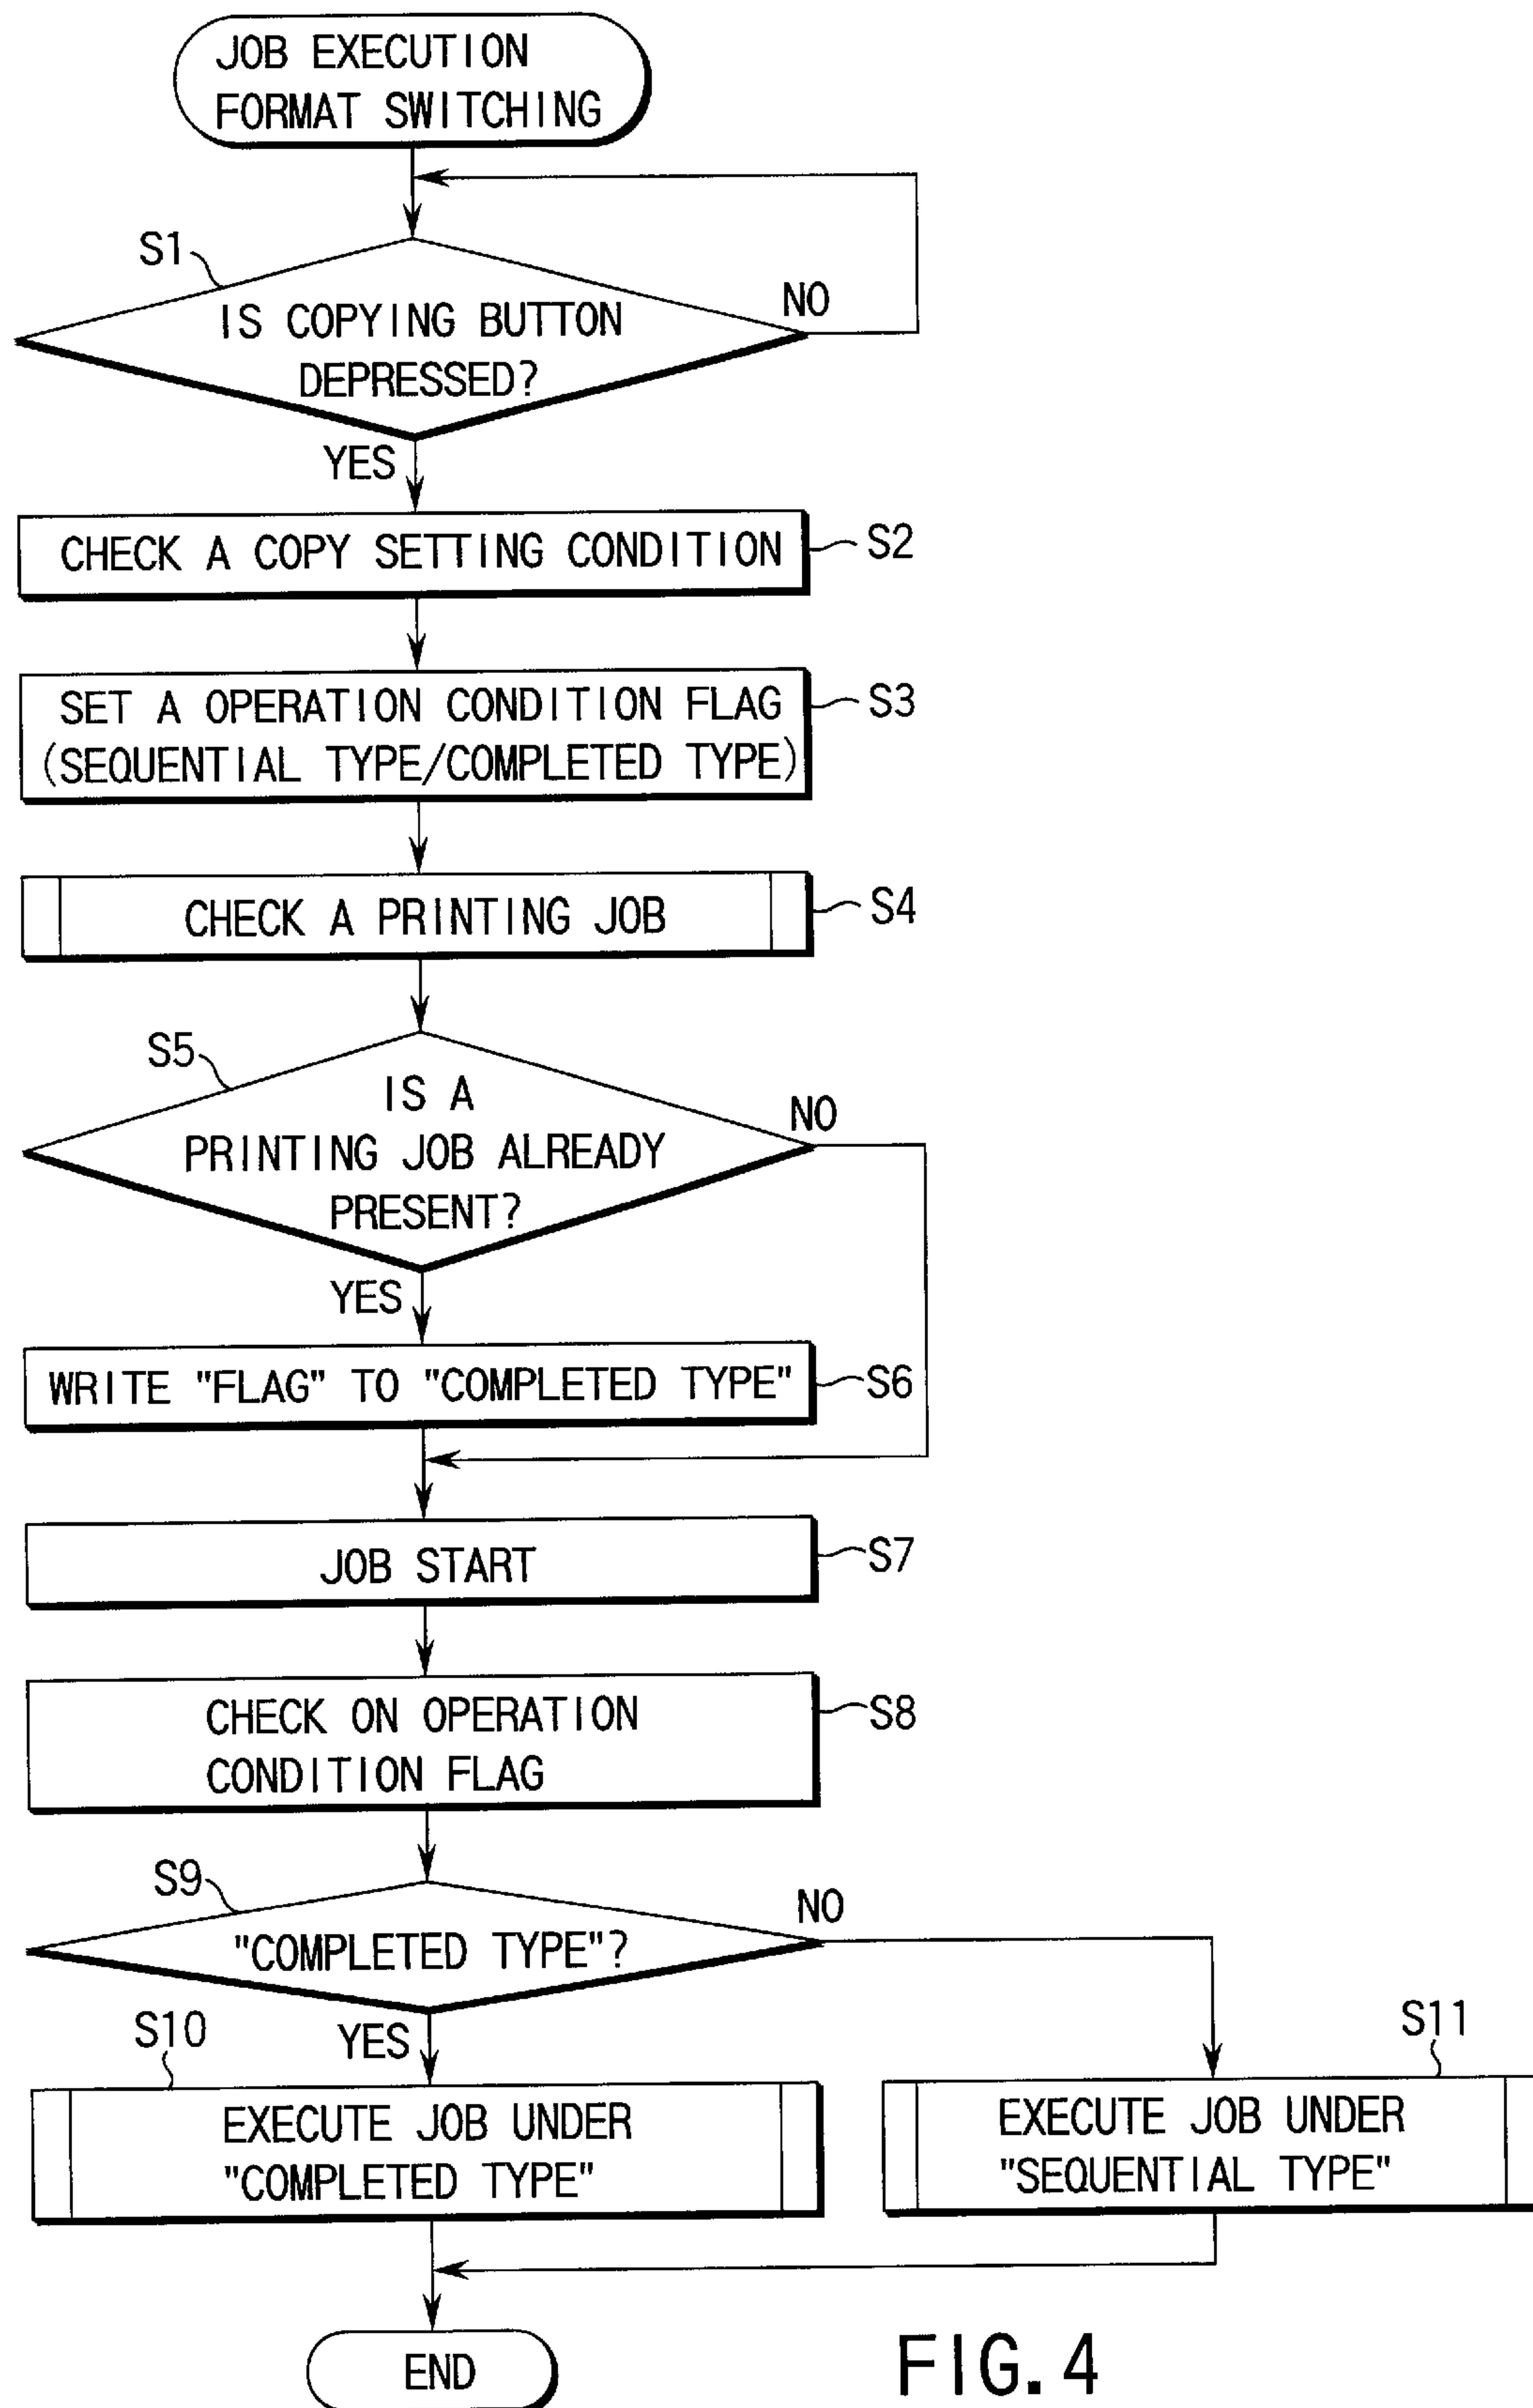 JOB EXECUTION
FORMAT SWITCHING
S1
IS COPYING BUTTON
DEPRESSED?
NO
YES
CHECK A COPY SETTING CONDITION
S2
SET A OPERATION CONDITION FLAG
(SEQUENTIAL TYPE/COMPLETED TYPE)
S3
CHECK A PRINTING JOB
S4
S5
IS A
PRINTING JOB ALREADY
PRESENT?
NO
YES
WRITE "FLAG" TO "COMPLETED TYPE"
S6
JOB START
S7
CHECK ON OPERATION
CONDITION FLAG
S8
S9
"COMPLETED TYPE"?
NO
YES
S10
EXECUTE JOB UNDER
"COMPLETED TYPE"
S11
EXECUTE JOB UNDER
"SEQUENTIAL TYPE"
END
FIG. 4